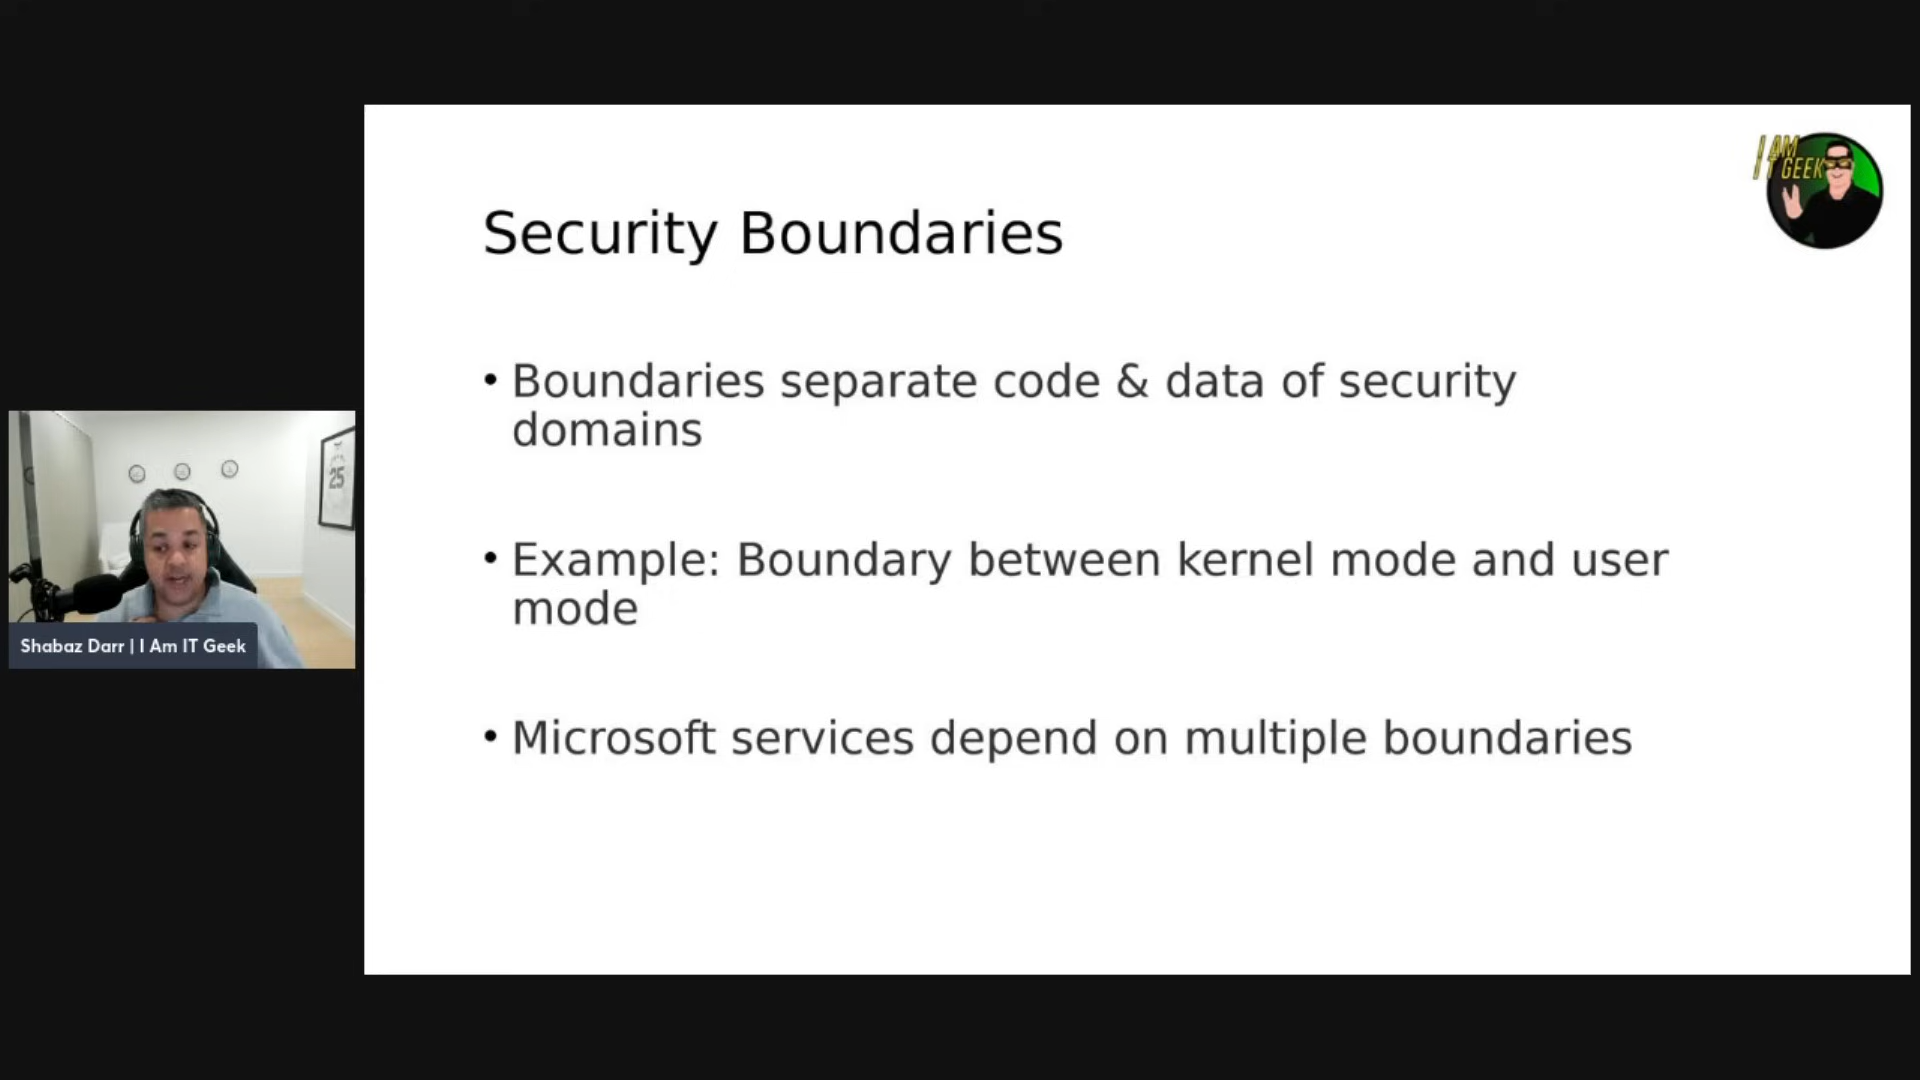 I AM
IT GEEK
Security Boundaries
• Boundaries separate code & data of security
domains
• Example: Boundary between kernel mode and user
mode
• Microsoft services depend on multiple boundaries
25
Shabaz Darr | I Am IT Geek